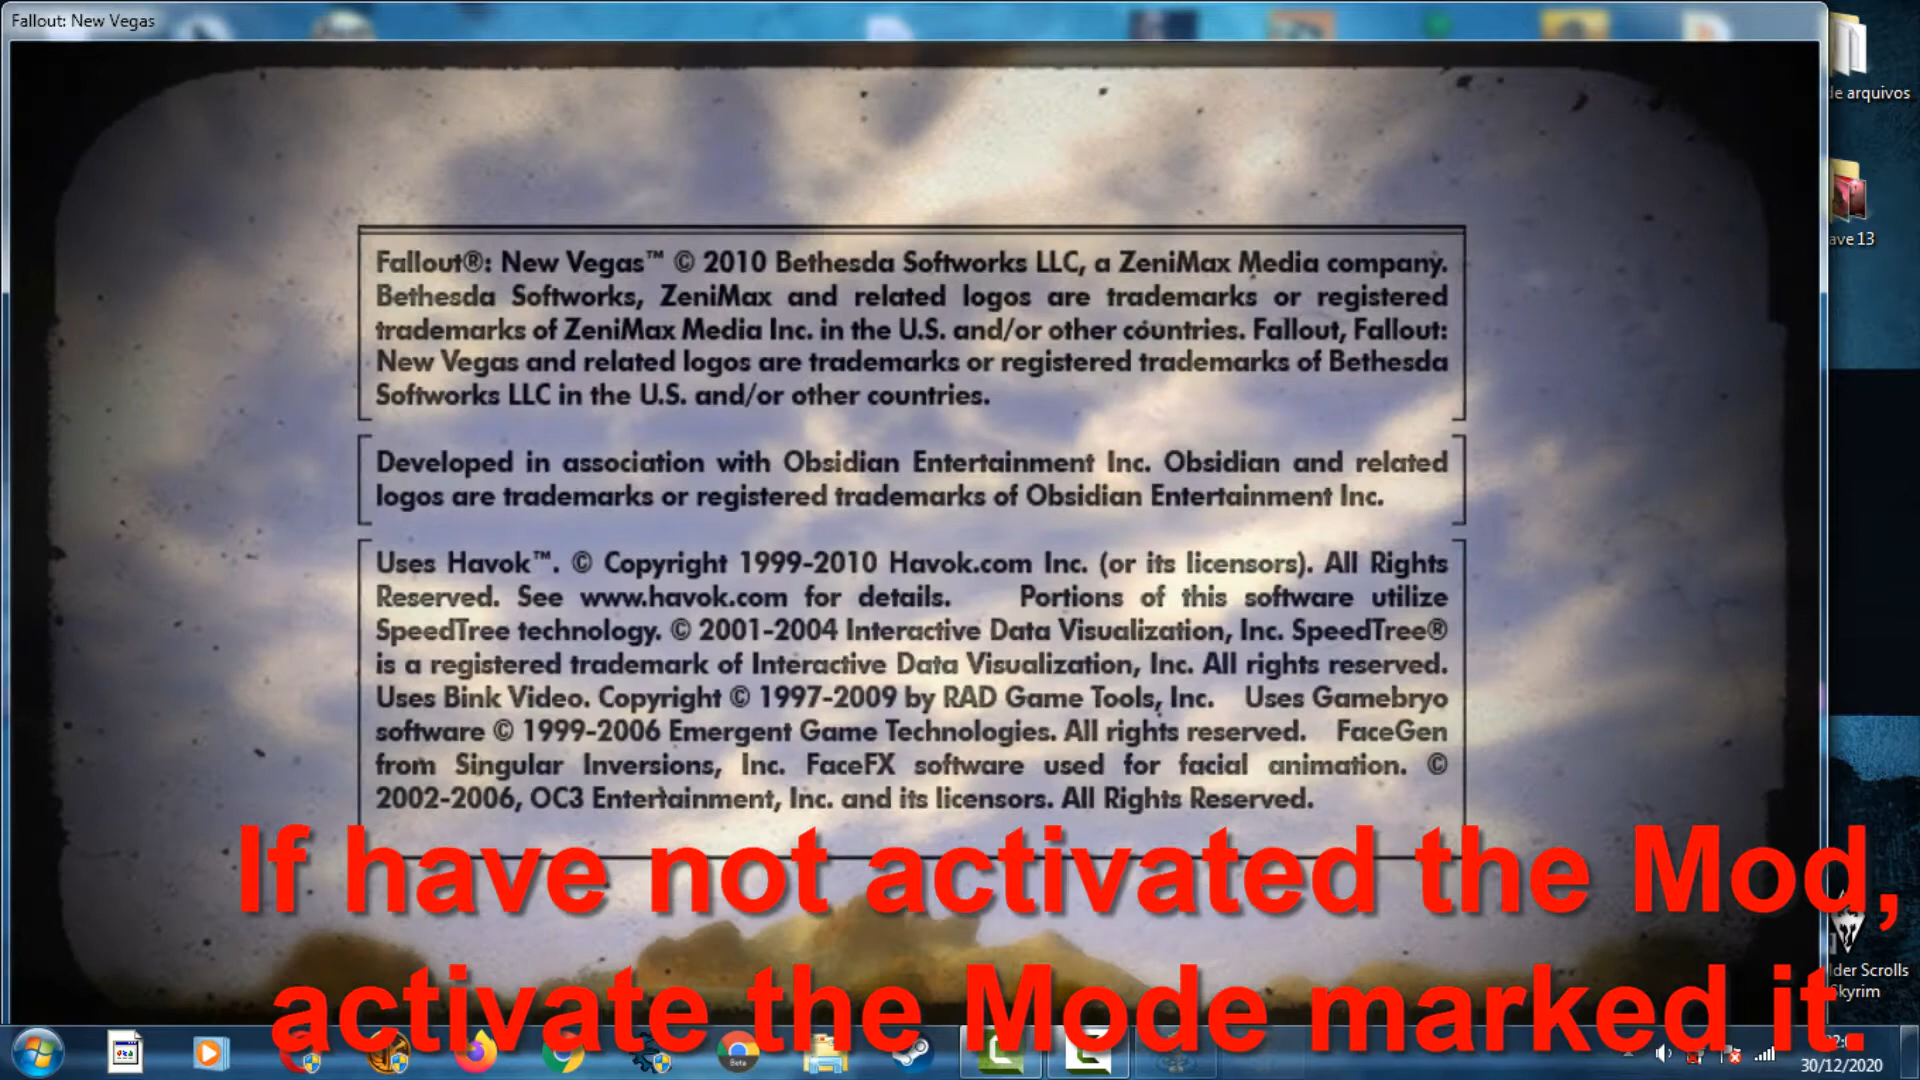 Fallout: New Vegas
de arquivos
ave 13
Fallout®: New Vegas™ © 2010 Bethesda Softworks LLC, a ZeniMax Media company.
Bethesda Softworks, ZeniMax and related logos are trademarks or registered
trademarks of ZeniMax Media Inc. in the U.S. and/or other countries. Fallout, Fallout:
New Vegas and related logos are trademarks or registered trademarks of Bethesda
Softworks LLC in the U.S. and/or other countries.
Developed in association with Obsidian Entertainment Inc. Obsidian and related
logos are trademarks or registered trademarks of Obsidian Entertainment Inc.
Uses Havok™. © Copyright 1999-2010 Havok.com Inc. (or its licensors). All Rights
Reserved. See www.havok.com for details. Portions of this software utilize
SpeedTree technology. © 2001-2004 Interactive Data Visualization, Inc. SpeedTree®
is a registered trademark of Interactive Data Visualization, Inc. All rights reserved.
Uses Bink Video. Copyright © 1997-2009 by RAD Game Tools, Inc. Uses Gamebryo
software © 1999-2006 Emergent Game Technologies. All rights reserved. FaceGen
from Singular Inversions, Inc. FaceFX software used for facial animation. ©
2002-2006, OC3 Entertainment, Inc. and its licensors. All Rights Reserved.
If have not activated the Mod,
activate the Mode marked it.
lder Scrolls
Skyrim
Beta
30/12/2020